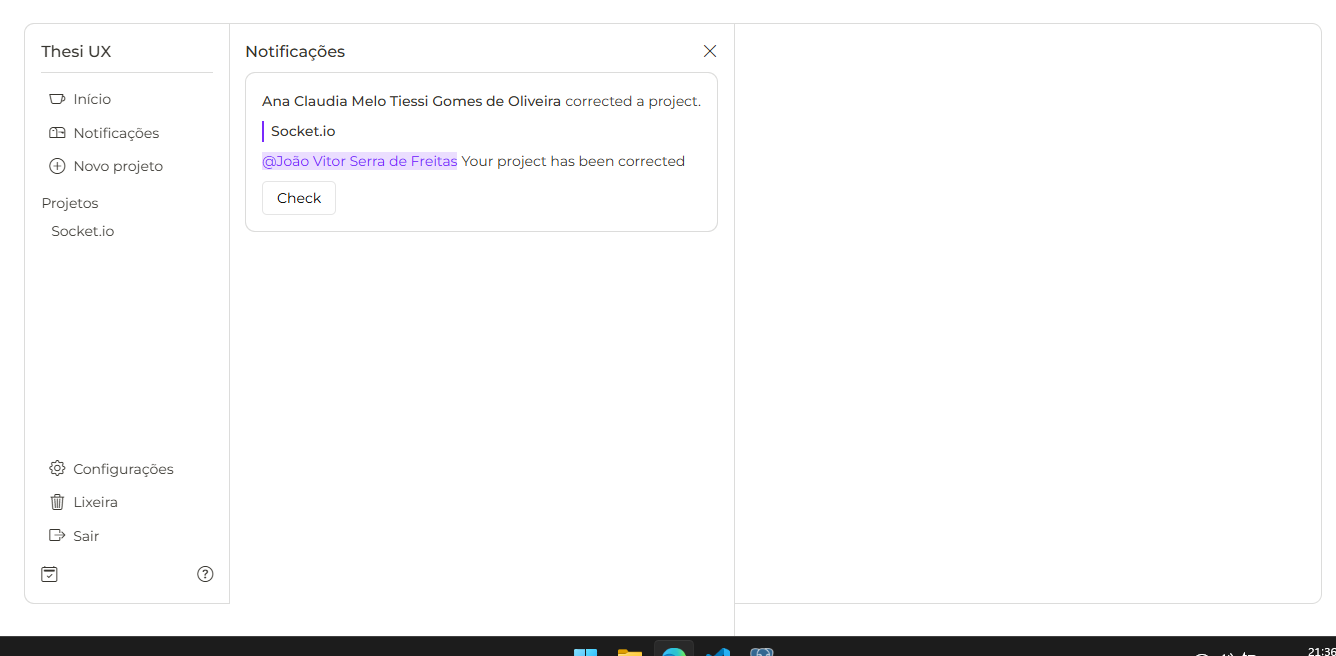 Thesi UX
Início
Notificações
Novo projeto
Projetos
Socket.io
Configurações
Lixeira
Sair
Notificações
Ana Claudia Melo Tiessi Gomes de Oliveira corrected a project.
Socket.io
@João Vitor Serra de Freitas Your project has been corrected
Check
21:36